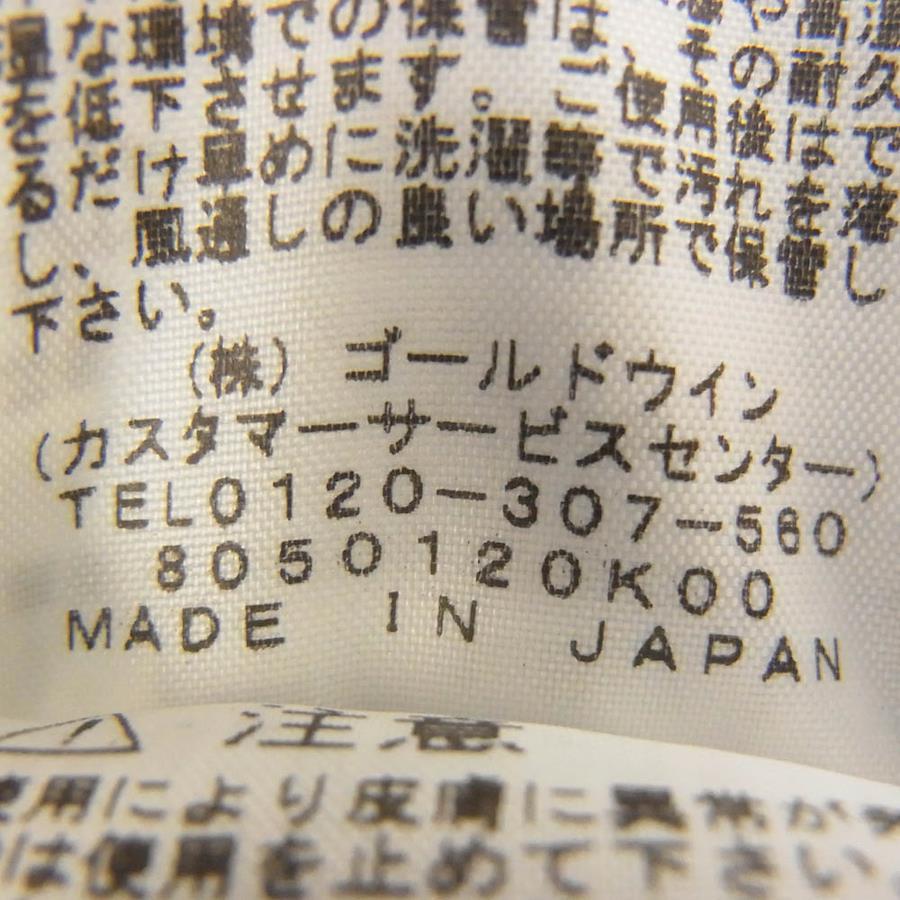 温な環境での保管は、その耐久
を低下させます。ご使用後はで
るだけ早めに洗濯等で汚れを落
し、風通しの良い場所で保管し
下さい。
(株) ゴールドウイン
(カスタマーサービスセンター)
TEL0120-307-560
8050120K00
MADE IN JAPAN
注意
使用により皮膚に異常が
は使用を止めて下さい